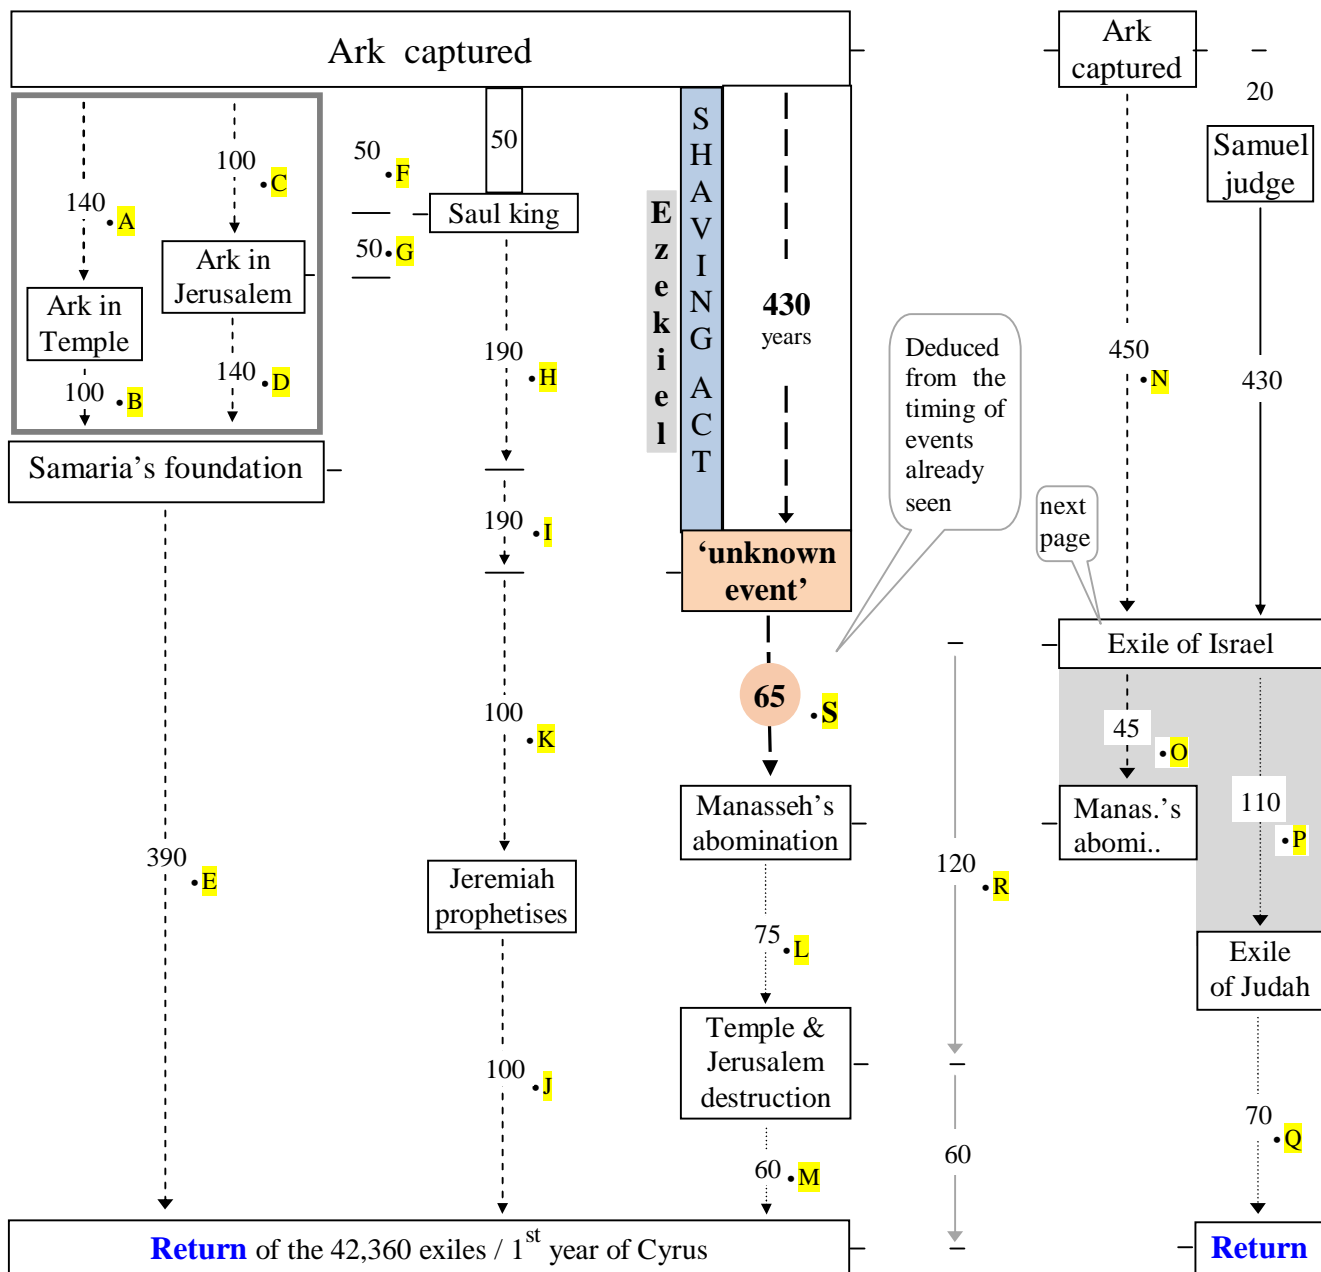 Ark captured
Ark
captured
20
Samuel
judge
140
A
100
C
50
F
50
G
50
Saul king
Ark in
Jerusalem
Ark in
Temple
100
B
140
D
Samaria’s foundation
190
H
190
I
100
K
Jeremiah
prophetises
100
J
390
E
Ezekiel
SHAVING ACT
430
years
‘unknown
event’
65
S
Deduced
from the
timing of
events
already
seen
Manasseh’s
abomination
75
L
Temple &
Jerusalem
destruction
60
M
120
R
60
450
N
430
next
page
Exile of Israel
45
O
110
P
Manas.’s
abomi..
Exile
of Judah
70
Q
Return of the 42,360 exiles / 1st year of Cyrus
Return